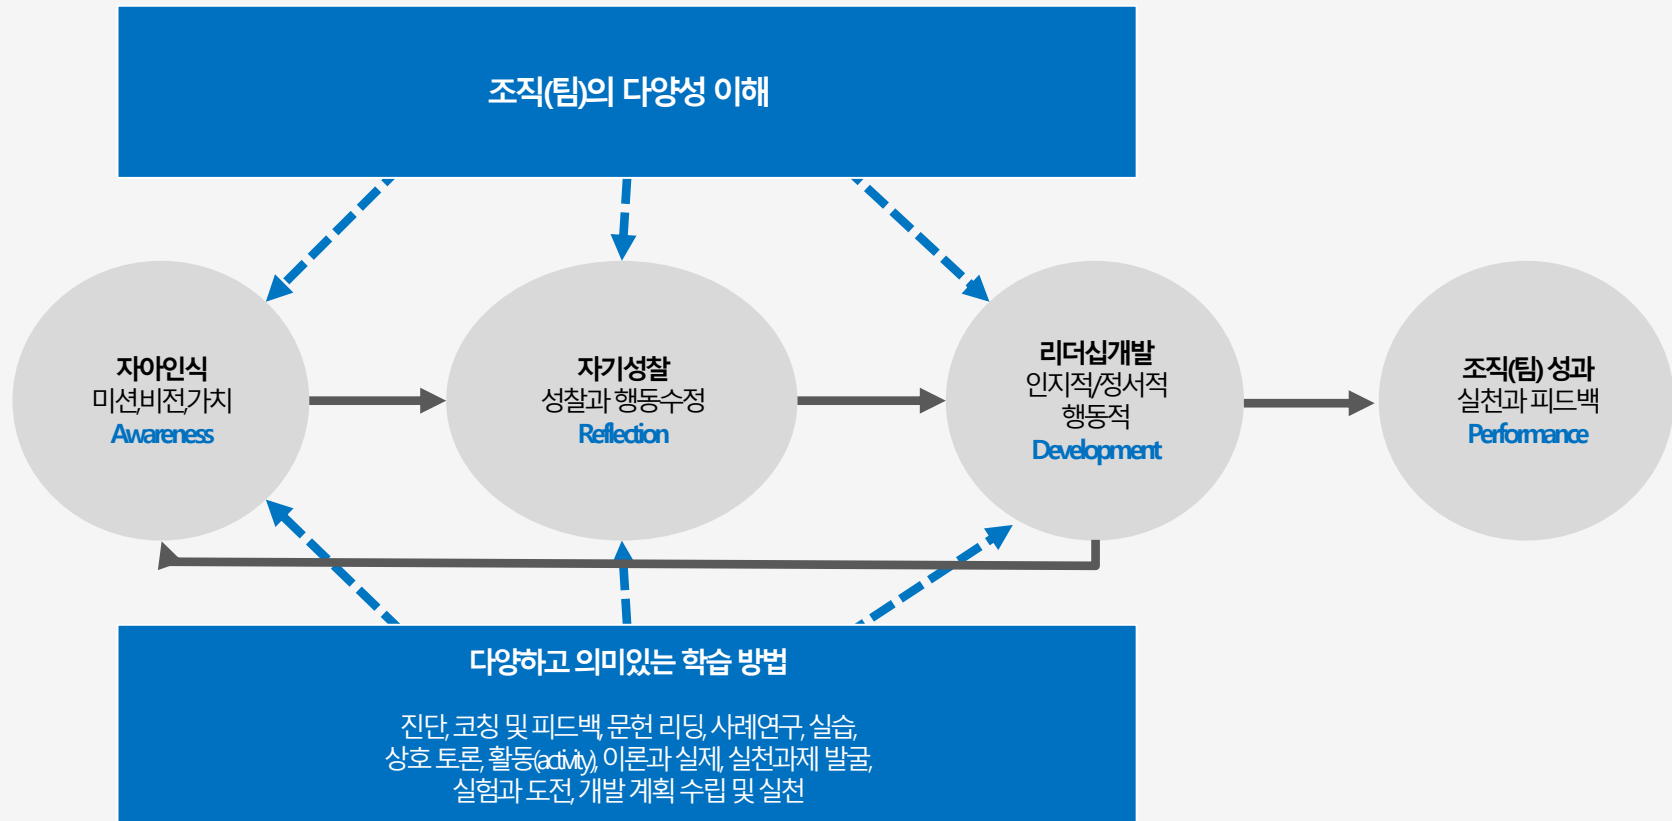 조직(팀)의 다양성 이해
자아인식
미션,비전,가치
Awareness
자기성찰
성찰과 행동수정
Reflection
리더십개발
인지적/정서적
행동적
Development
조직(팀) 성과
실천과 피드백
Performance
다양하고 의미있는 학습 방법
진단, 코칭 및 피드백, 문헌 리딩, 사례연구, 실습,
상호 토론, 활동(activity), 이론과 실제, 실천과제 발굴,
실험과 도전, 개발 계획 수립 및 실천